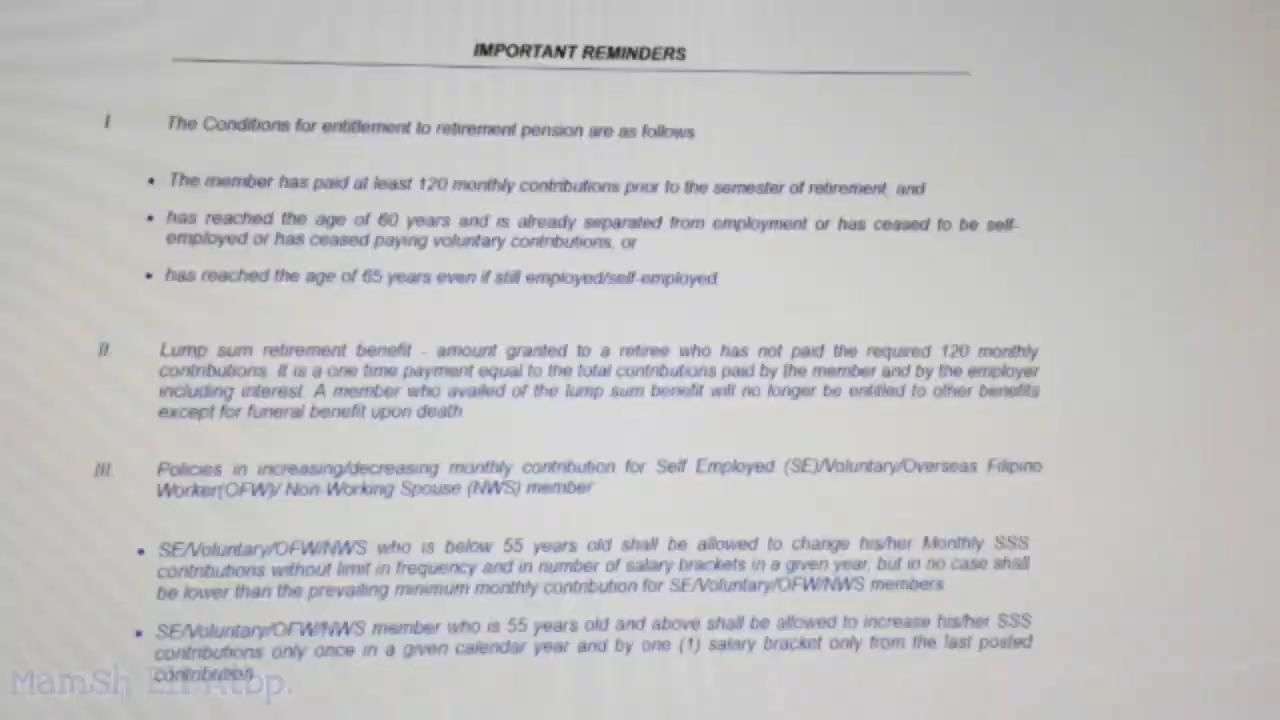 IMPORTANT REMINDERS
I. The Conditions for entitlement to retirement pension are as follows
• The member has paid at least 120 monthly contributions prior to the semester of retirement, and
• has reached the age of 60 years and is already separated from employment or has ceased to be self-
employed or has ceased paying voluntary contributions, or
• has reached the age of 65 years even if still employed/self-employed
II. Lump sum retirement benefit - amount granted to a retiree who has not paid the required 120 monthly
contributions. It is a one time payment equal to the total contributions paid by the member and by the employer
including interest. A member who availed of the lump sum benefit will no longer be entitled to other benefits
except for funeral benefit upon death
III. Policies in increasing/decreasing monthly contribution for Self Employed (SE)/Voluntary/Overseas Filipino
Worker(OFW)/ Non-Working Spouse (NWS) member
• SE/Voluntary/OFW/NWS who is below 55 years old shall be allowed to change his/her Monthly SSS
contributions without limit in frequency and in number of salary brackets in a given year, but in no case shall
be lower than the prevailing minimum monthly contribution for SE/Voluntary/OFW/NWS members
• SE/Voluntary/OFW/NWS member who is 55 years old and above shall be allowed to increase his/her SSS
contributions only once in a given calendar year and by one (1) salary bracket only from the last posted
contribution
MamSh